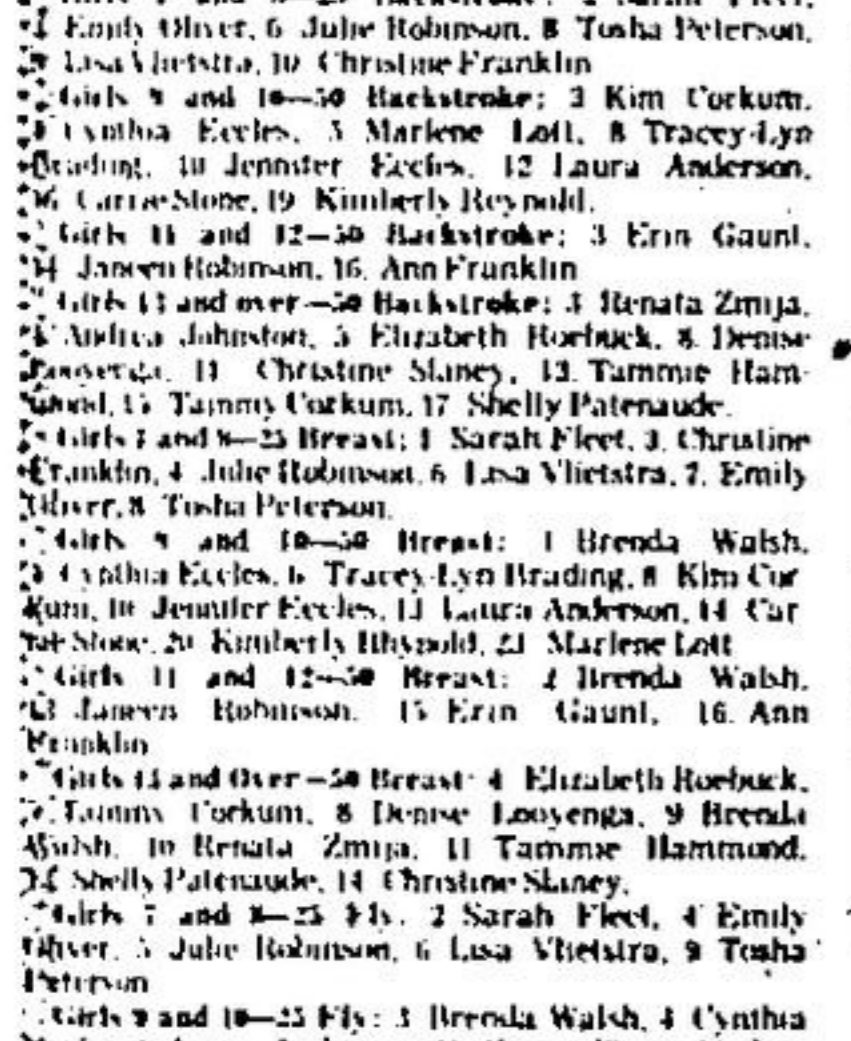 Emily Oliver, 6 Julie Robinson, 8 Tosha Peterson,
Lisa Vlietstra, 10 Christine Franklin
Girls 9 and 10—50 Backstroke: 3 Kim Corkum,
Cynthia Eccles, 5 Marlene Lott, 8 Tracey-Lyn
Brading, 10 Jennifer Eccles, 12 Laura Anderson,
16 Carrie Stone, 19 Kimberly Reynold,
Girls 11 and 12—50 Backstroke: 3 Erin Gaunt,
14 Janeen Robinson, 16. Ann Franklin
Girls 13 and over—50 Backstroke: 3 Renata Zmija,
Andrea Johnston, 5 Elizabeth Roebuck, 8 Denise
Looyenga, 11 Christine Slaney, 13. Tammie Ham-
mond, 15 Tammy Corkum, 17 Shelly Patenaude.
Girls 7 and 8—25 Breast: 1 Sarah Fleet, 3. Christine
Franklin, 4 Julie Robinson, 6 Lisa Vlietstra, 7. Emily
Oliver, 8 Tosha Peterson.
Girls 9 and 10—50 Breast: 1 Brenda Walsh,
Cynthia Eccles, 6 Tracey-Lyn Brading, 8 Kim Cor
kum, 10 Jennifer Eccles, 13 Laura Anderson, 14 Car
rie Stone, 20 Kimberly Rhynold, 21 Marlene Lott
Girls 11 and 12—50 Breast: 2 Brenda Walsh,
13 Janeen Robinson, 15 Erin Gaunt, 16. Ann
Franklin
Girls 13 and Over—50 Breast: 4 Elizabeth Roebuck,
Tammy Corkum, 8 Denise Looyenga, 9 Brenda
Walsh, 10 Renata Zmija, 11 Tammie Hammond,
12 Shelly Patenaude, 14 Christine Slaney,
Girls 7 and 8—25 Fly. 2 Sarah Fleet, 4 Emily
Oliver, 5 Julie Robinson, 6 Lisa Vlietstra, 9 Tosha
Peterson
Girls 9 and 10—25 Fly: 3 Brenda Walsh, 4 Cynthia